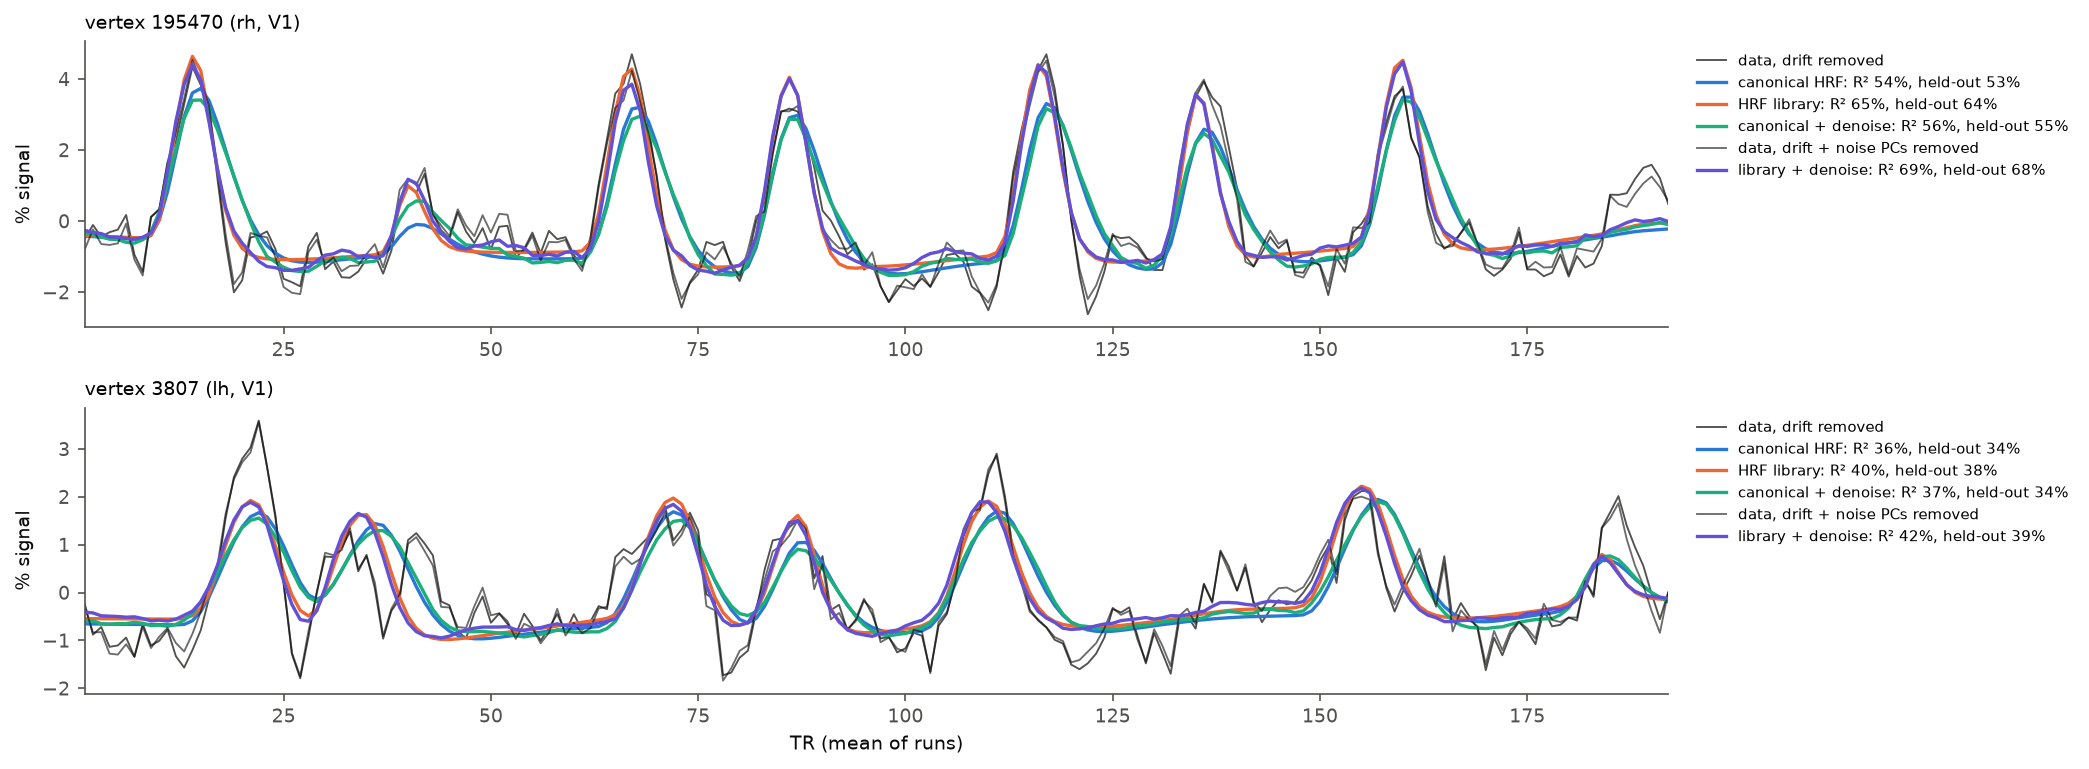 vertex 195470 (rh, V1)
% signal
4
2
0
−2
25
50
75
100
125
150
175
data, drift removed
canonical HRF: R² 54%, held-out 53%
HRF library: R² 65%, held-out 64%
canonical + denoise: R² 56%, held-out 55%
data, drift + noise PCs removed
library + denoise: R² 69%, held-out 68%
vertex 3807 (lh, V1)
% signal
3
2
1
0
−1
−2
25
50
75
100
125
150
175
TR (mean of runs)
data, drift removed
canonical HRF: R² 36%, held-out 34%
HRF library: R² 40%, held-out 38%
canonical + denoise: R² 37%, held-out 34%
data, drift + noise PCs removed
library + denoise: R² 42%, held-out 39%